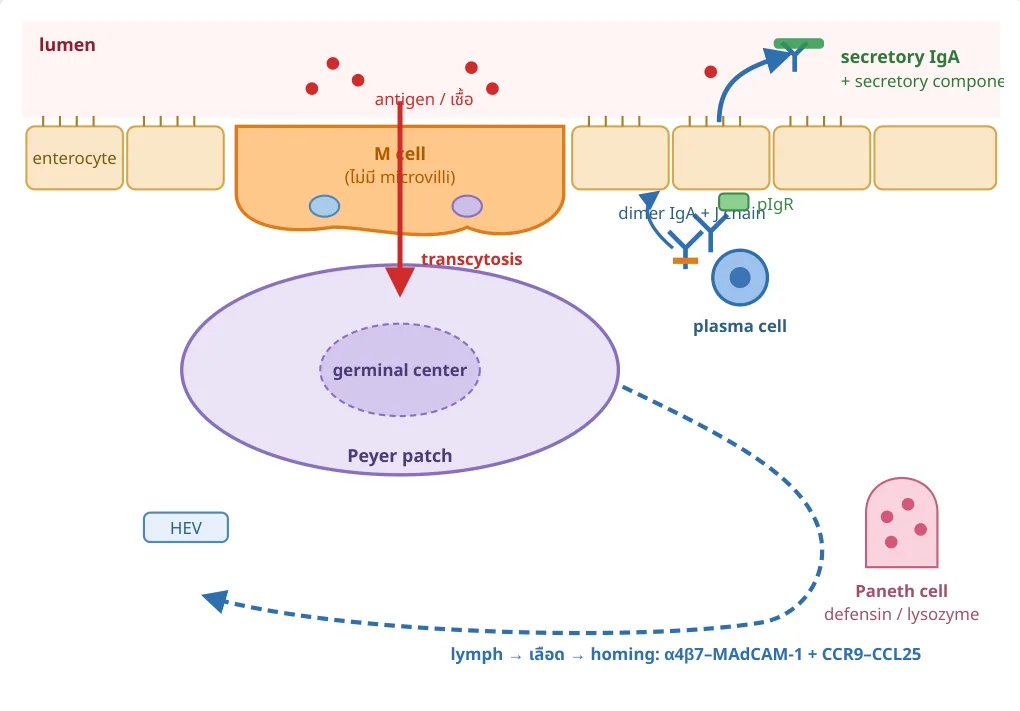 lumen
secretory IgA
+ secretory compone
antigen / เชื้อ
enterocyte
M cell
(ไม่มี microvilli)
pIgR
dimer IgA + J chain
transcytosis
plasma cell
germinal center
Peyer patch
HEV
Paneth cell
defensin / lysozyme
lymph → เลือด → homing: α4β7–MAdCAM-1 + CCR9–CCL25